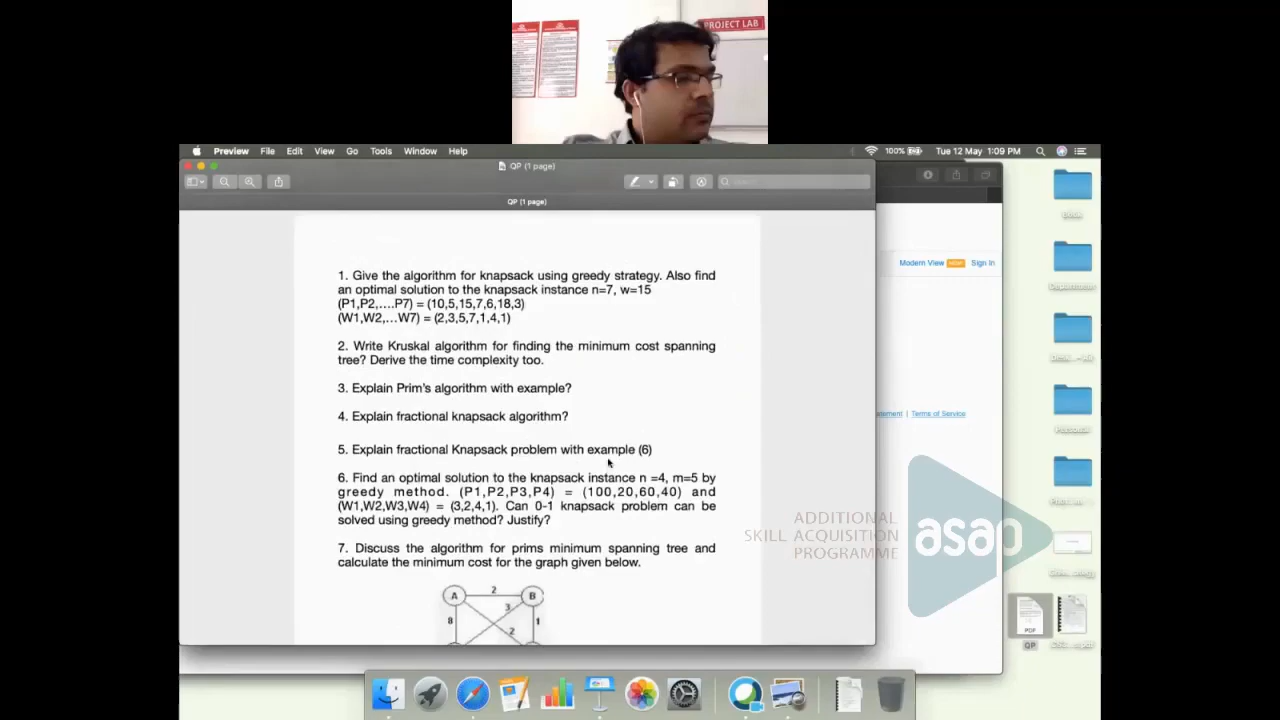 PROJECT LAB
Preview File Edit View Go Tools Window Help
100% Tue 12 May 1:09 PM
QP (1 page)
Search
QP (1 page)
Modern View NEW! Sign In
1. Give the algorithm for knapsack using greedy strategy. Also find
an optimal solution to the knapsack instance n=7, w=15
(P1,P2,....P7) = (10,5,15,7,6,18,3)
(W1,W2,...W7) = (2,3,5,7,1,4,1)
2. Write Kruskal algorithm for finding the minimum cost spanning
tree? Derive the time complexity too.
3. Explain Prim's algorithm with example?
4. Explain fractional knapsack algorithm?
5. Explain fractional Knapsack problem with example (6)
6. Find an optimal solution to the knapsack instance n =4, m=5 by
greedy method. (P1,P2,P3,P4) = (100,20,60,40) and
(W1,W2,W3,W4) = (3,2,4,1). Can 0-1 knapsack problem can be
solved using greedy method? Justify?
7. Discuss the algorithm for prims minimum spanning tree and
calculate the minimum cost for the graph given below.
A 2 B
3
8 1
2
atement | Terms of Service
ADDITIONAL
SKILL ACQUISITION
PROGRAMME
asap
Personal
PDF
QP